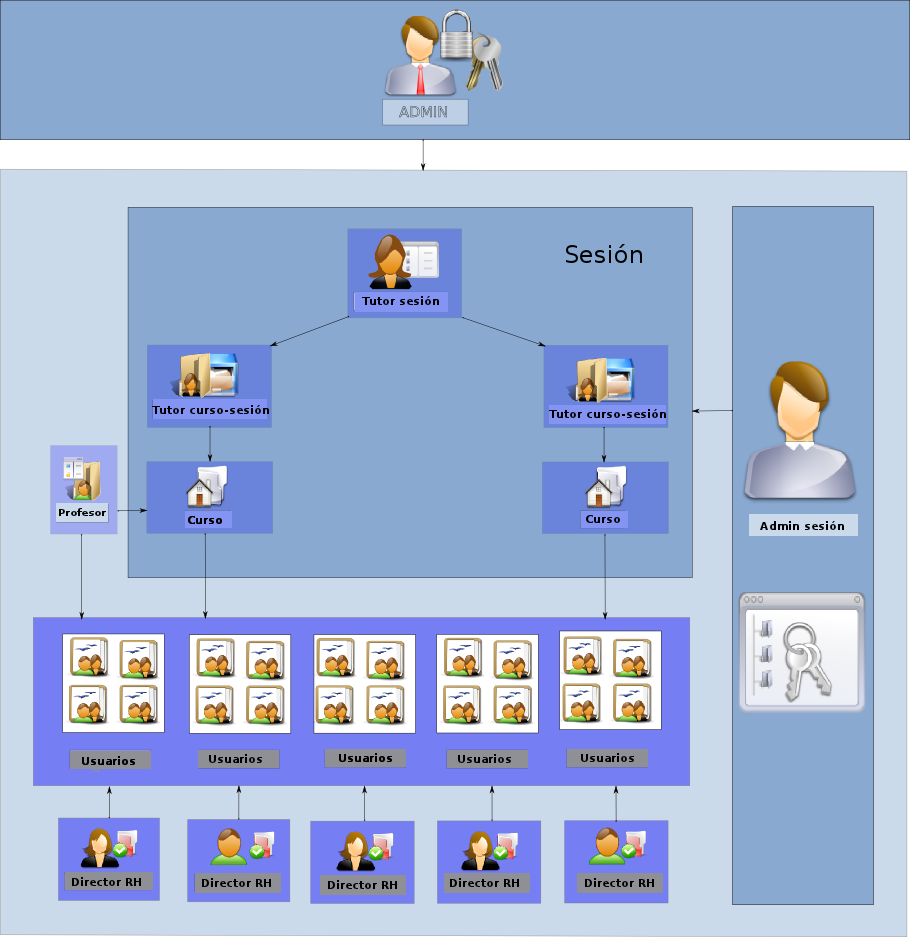 ADMIN
Sesión
Tutor sesión
Tutor curso-sesión
Tutor curso-sesión
Profesor
Curso
Curso
Admin sesión
Usuarios
Usuarios
Usuarios
Usuarios
Usuarios
Director RH
Director RH
Director RH
Director RH
Director RH